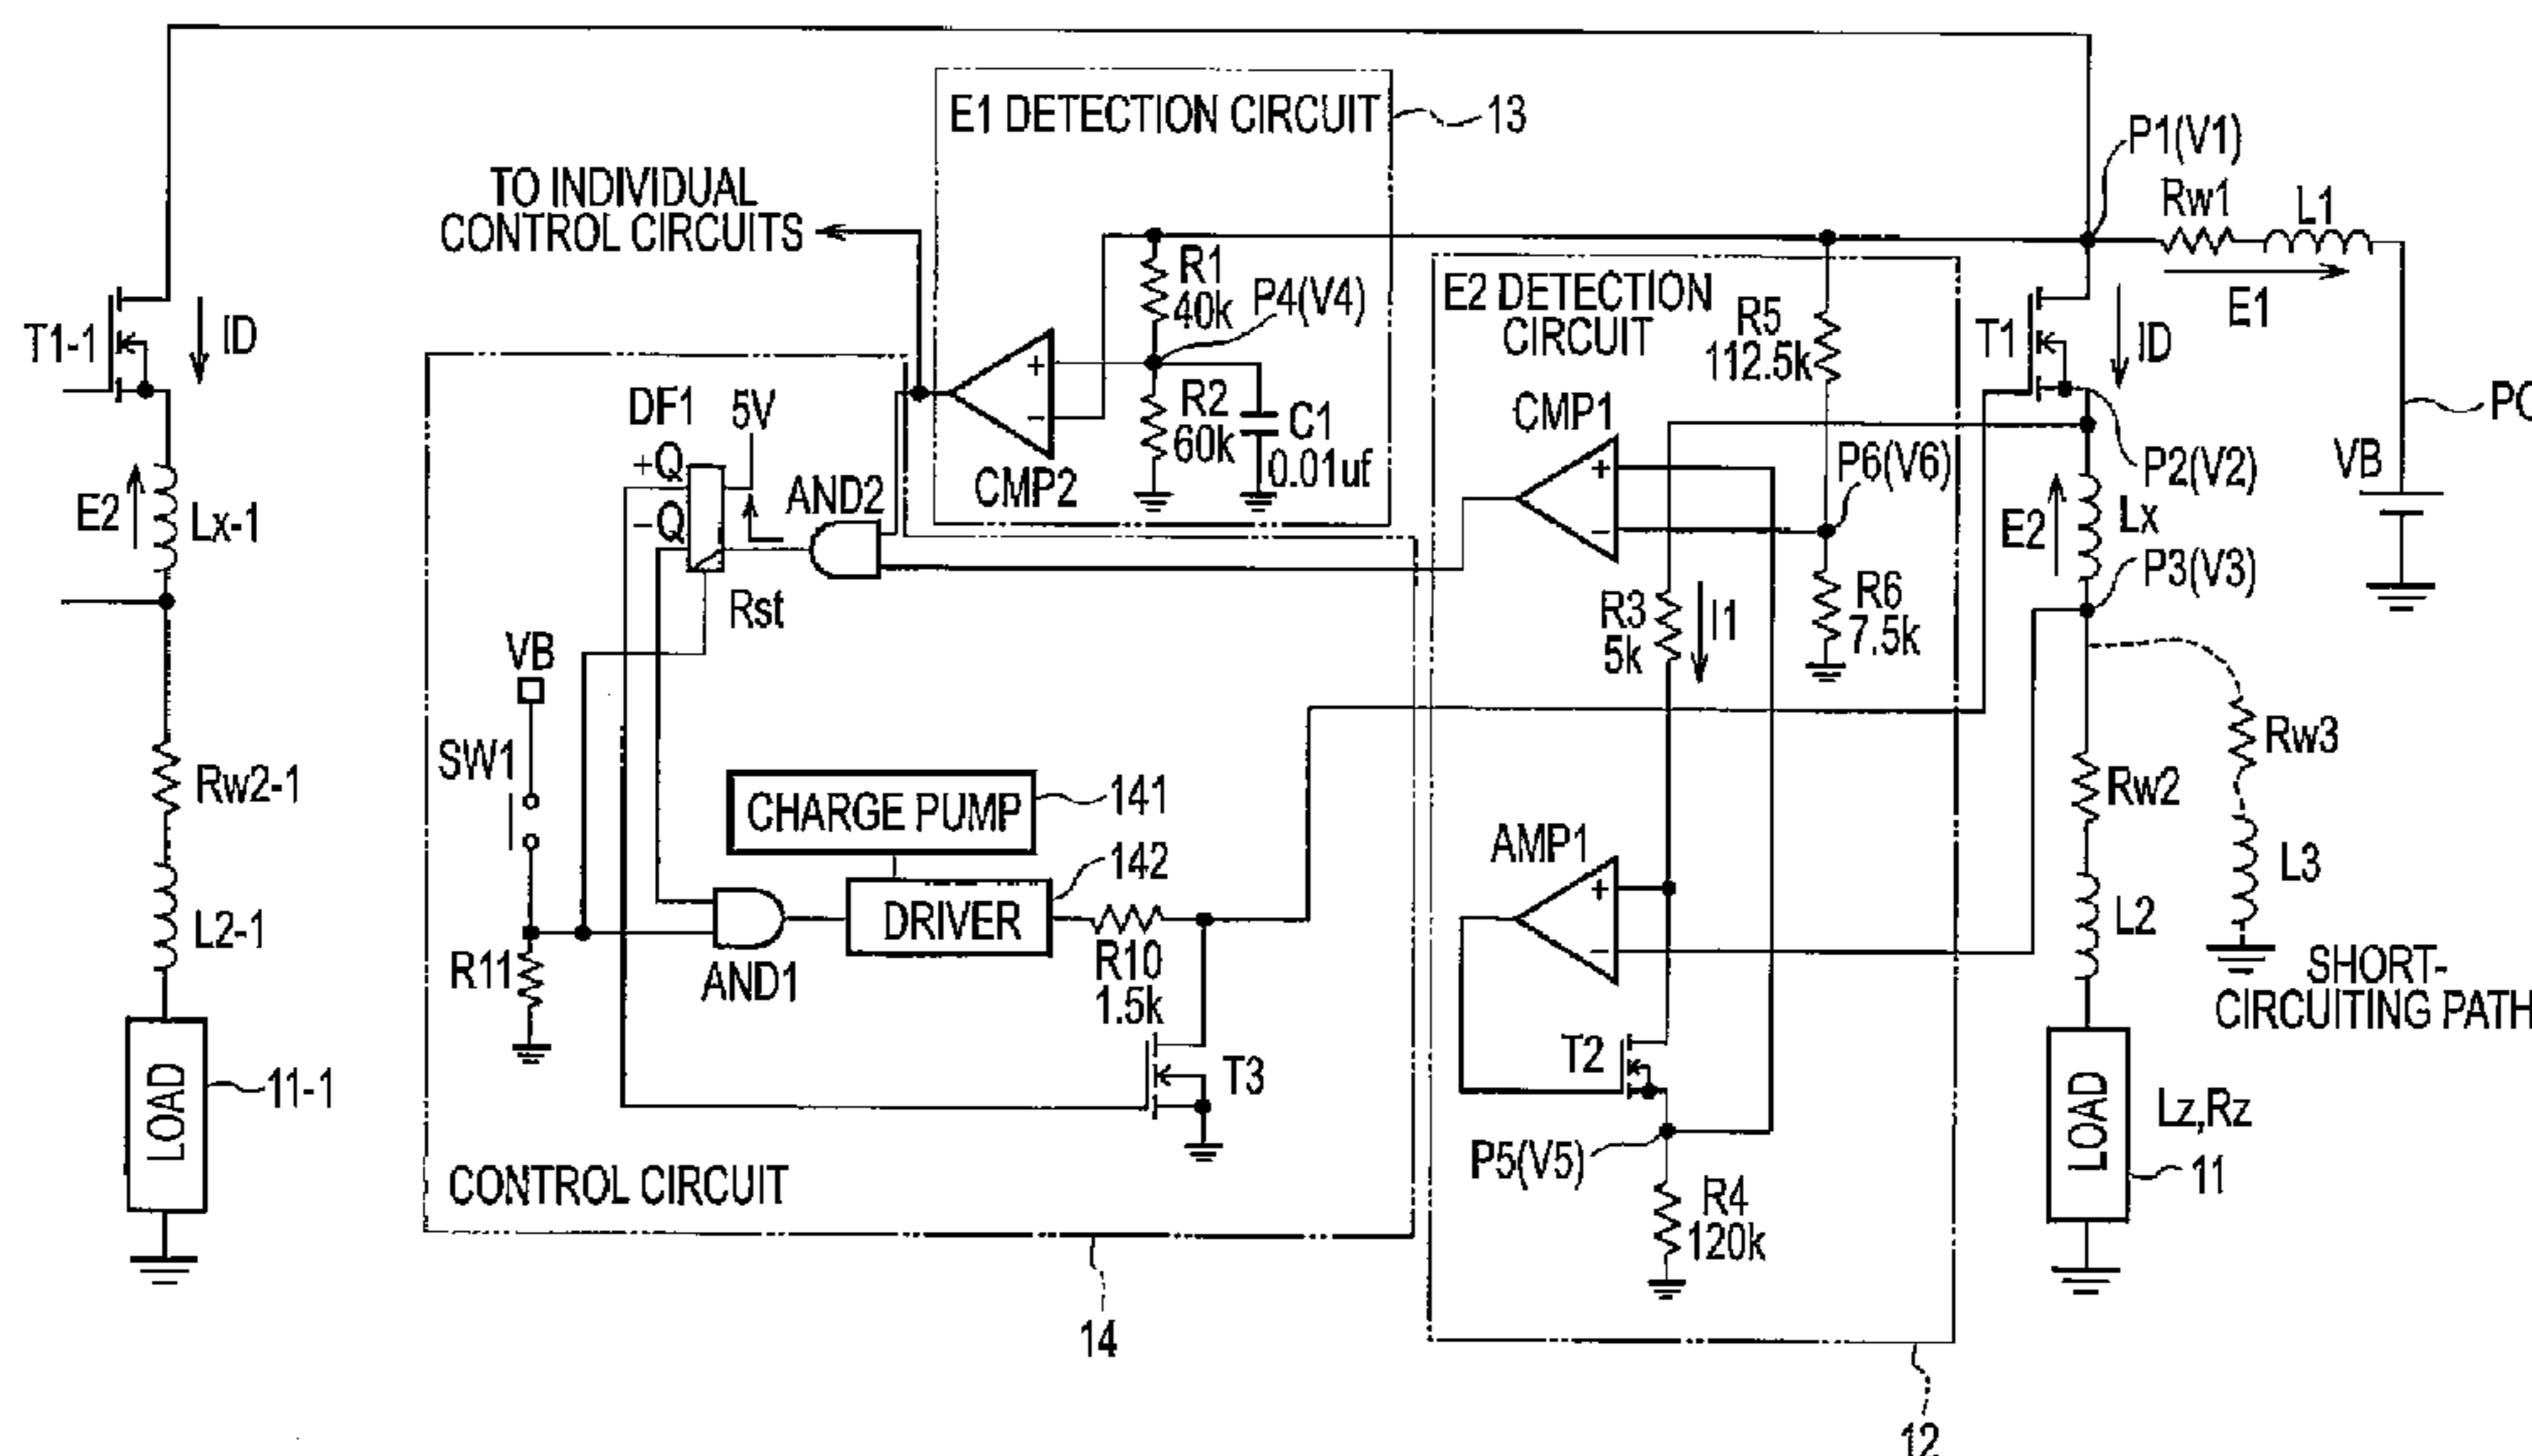 E1 DETECTION CIRCUIT
13
TO INDIVIDUAL
CONTROL CIRCUITS
P1(V1)
Rw1
L1
E1
R1
40k
P4(V4)
E2 DETECTION
CIRCUIT
R5
112.5k
T1
ID
T1-1
ID
DF1
5V
+Q
-Q
AND2
Rst
+
-
CMP2
R2
60k
C1
0.01uf
CMP1
+
-
P6(V6)
VB
P2(V2)
E2
Lx
P3(V3)
E2
Lx-1
R3
5k
I1
R6
7.5k
VB
SW1
Rw2-1
CHARGE PUMP
141
142
DRIVER
AMP1
+
-
Rw2
Rw3
L3
L2
L2-1
R11
AND1
R10
1.5k
SHORT-
CIRCUITING PATH
T2
T3
LOAD
11-1
P5(V5)
LOAD
Lz,Rz
11
CONTROL CIRCUIT
R4
120k
14
12